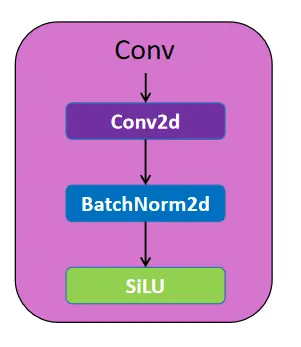 Conv
Conv2d
BatchNorm2d
SiLU